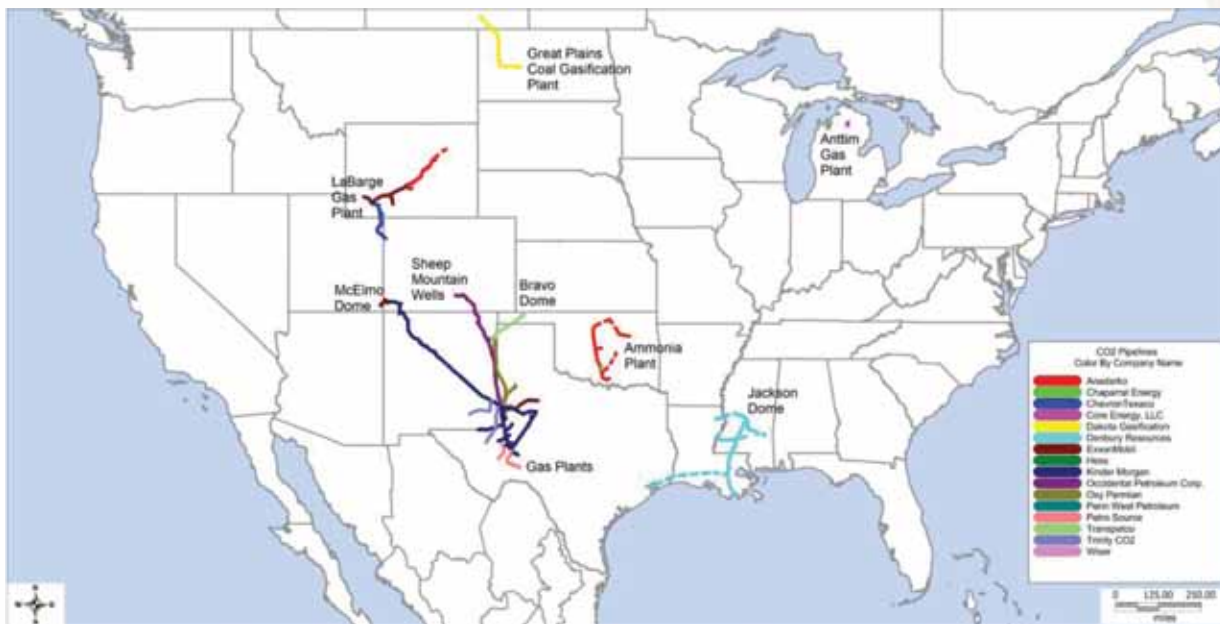 Great Plains
Coal Gasification
Plant
Anttim
Gas
Plant
LaBarge
Gas
Plant
Sheep
Mountain
Wells
Bravo
Dome
McElmo
Dome
Ammonia
Plant
Jackson
Dome
Gas Plants
CO2 Pipelines
Color By Company Name
Anadarko
Chaparral Energy
ChevronTexaco
Core Energy, LLC
Dakota Gasification
Denbury Resources
ExxonMobil
Hess
Kinder Morgan
Occidental Petroleum Corp.
Oxy Permian
Penn West Petroleum
Petro Source
Transpetco
Trinity CO2
Wiser
0 125.00 250.00
miles